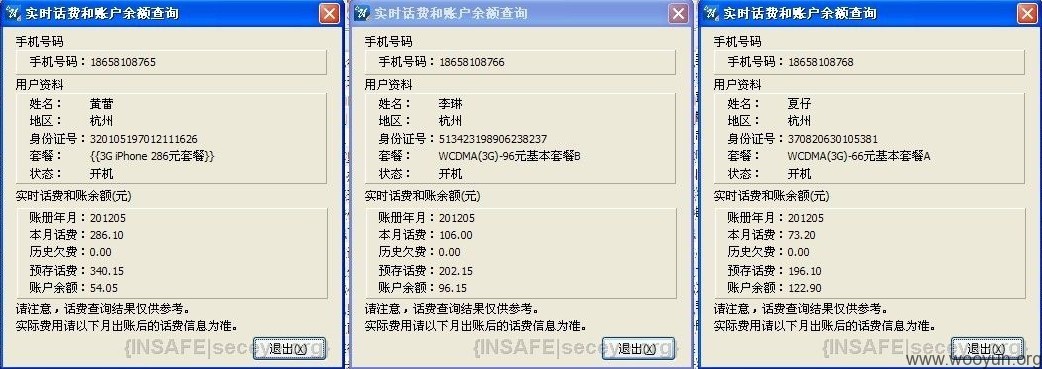 实时话费和账户余额查询
手机号码
手机号码：18658108765
用户资料
姓名： 黄蕾
地区： 杭州
身份证号：320105197012111626
套餐： {{3G iPhone 286元套餐}}
状态： 开机
实时话费和账余额(元)
账册年月：201205
本月话费：286.10
历史欠费：0.00
预存话费：340.15
账户余额：54.05
请注意，话费查询结果仅供参考。
实际费用请以下月出账后的话费信息为准。
退出(X)
实时话费和账户余额查询
手机号码
手机号码：18658108766
用户资料
姓名： 李琳
地区： 杭州
身份证号：513423198906238237
套餐： WCDMA(3G)-96元基本套餐B
状态： 开机
实时话费和账余额(元)
账册年月：201205
本月话费：106.00
历史欠费：0.00
预存话费：202.15
账户余额：96.15
请注意，话费查询结果仅供参考。
实际费用请以下月出账后的话费信息为准。
退出(X)
实时话费和账户余额查询
手机号码
手机号码：18658108768
用户资料
姓名： 夏仔
地区： 杭州
身份证号：370820630105381
套餐： WCDMA(3G)-66元基本套餐A
状态： 开机
实时话费和账余额(元)
账册年月：201205
本月话费：73.20
历史欠费：0.00
预存话费：196.10
账户余额：122.90
请注意，话费查询结果仅供参考。
实际费用请以下月出账后的话费信息为准。
退出(X)
www.wooyun.org